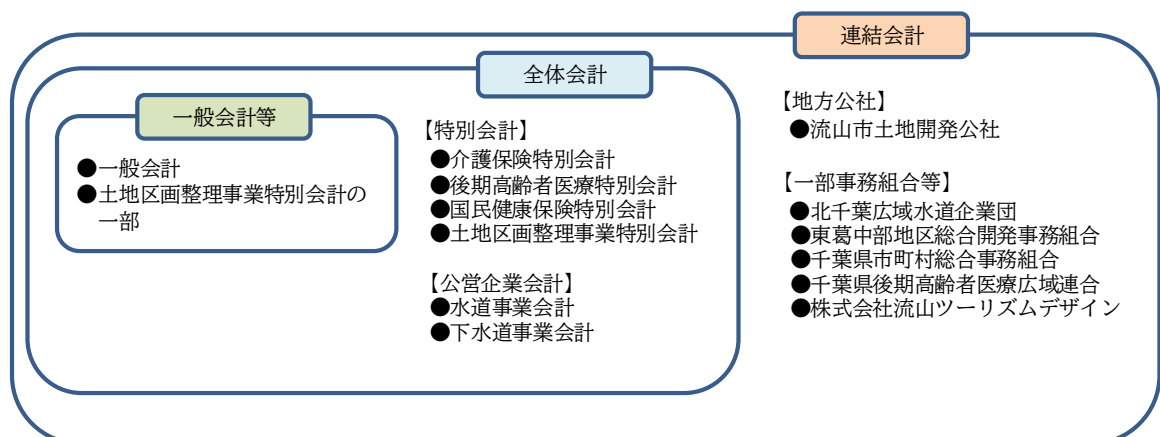 連結会計
全体会計
一般会計等
●一般会計
●土地区画整理事業特別会計の
一部
【特別会計】
●介護保険特別会計
●後期高齢者医療特別会計
●国民健康保険特別会計
●土地区画整理事業特別会計
【公営企業会計】
●水道事業会計
●下水道事業会計
【地方公社】
●流山市土地開発公社
【一部事務組合等】
●北千葉広域水道企業団
●東葛中部地区総合開発事務組合
●千葉県市町村総合事務組合
●千葉県後期高齢者医療広域連合
●株式会社流山ツーリズムデザイン